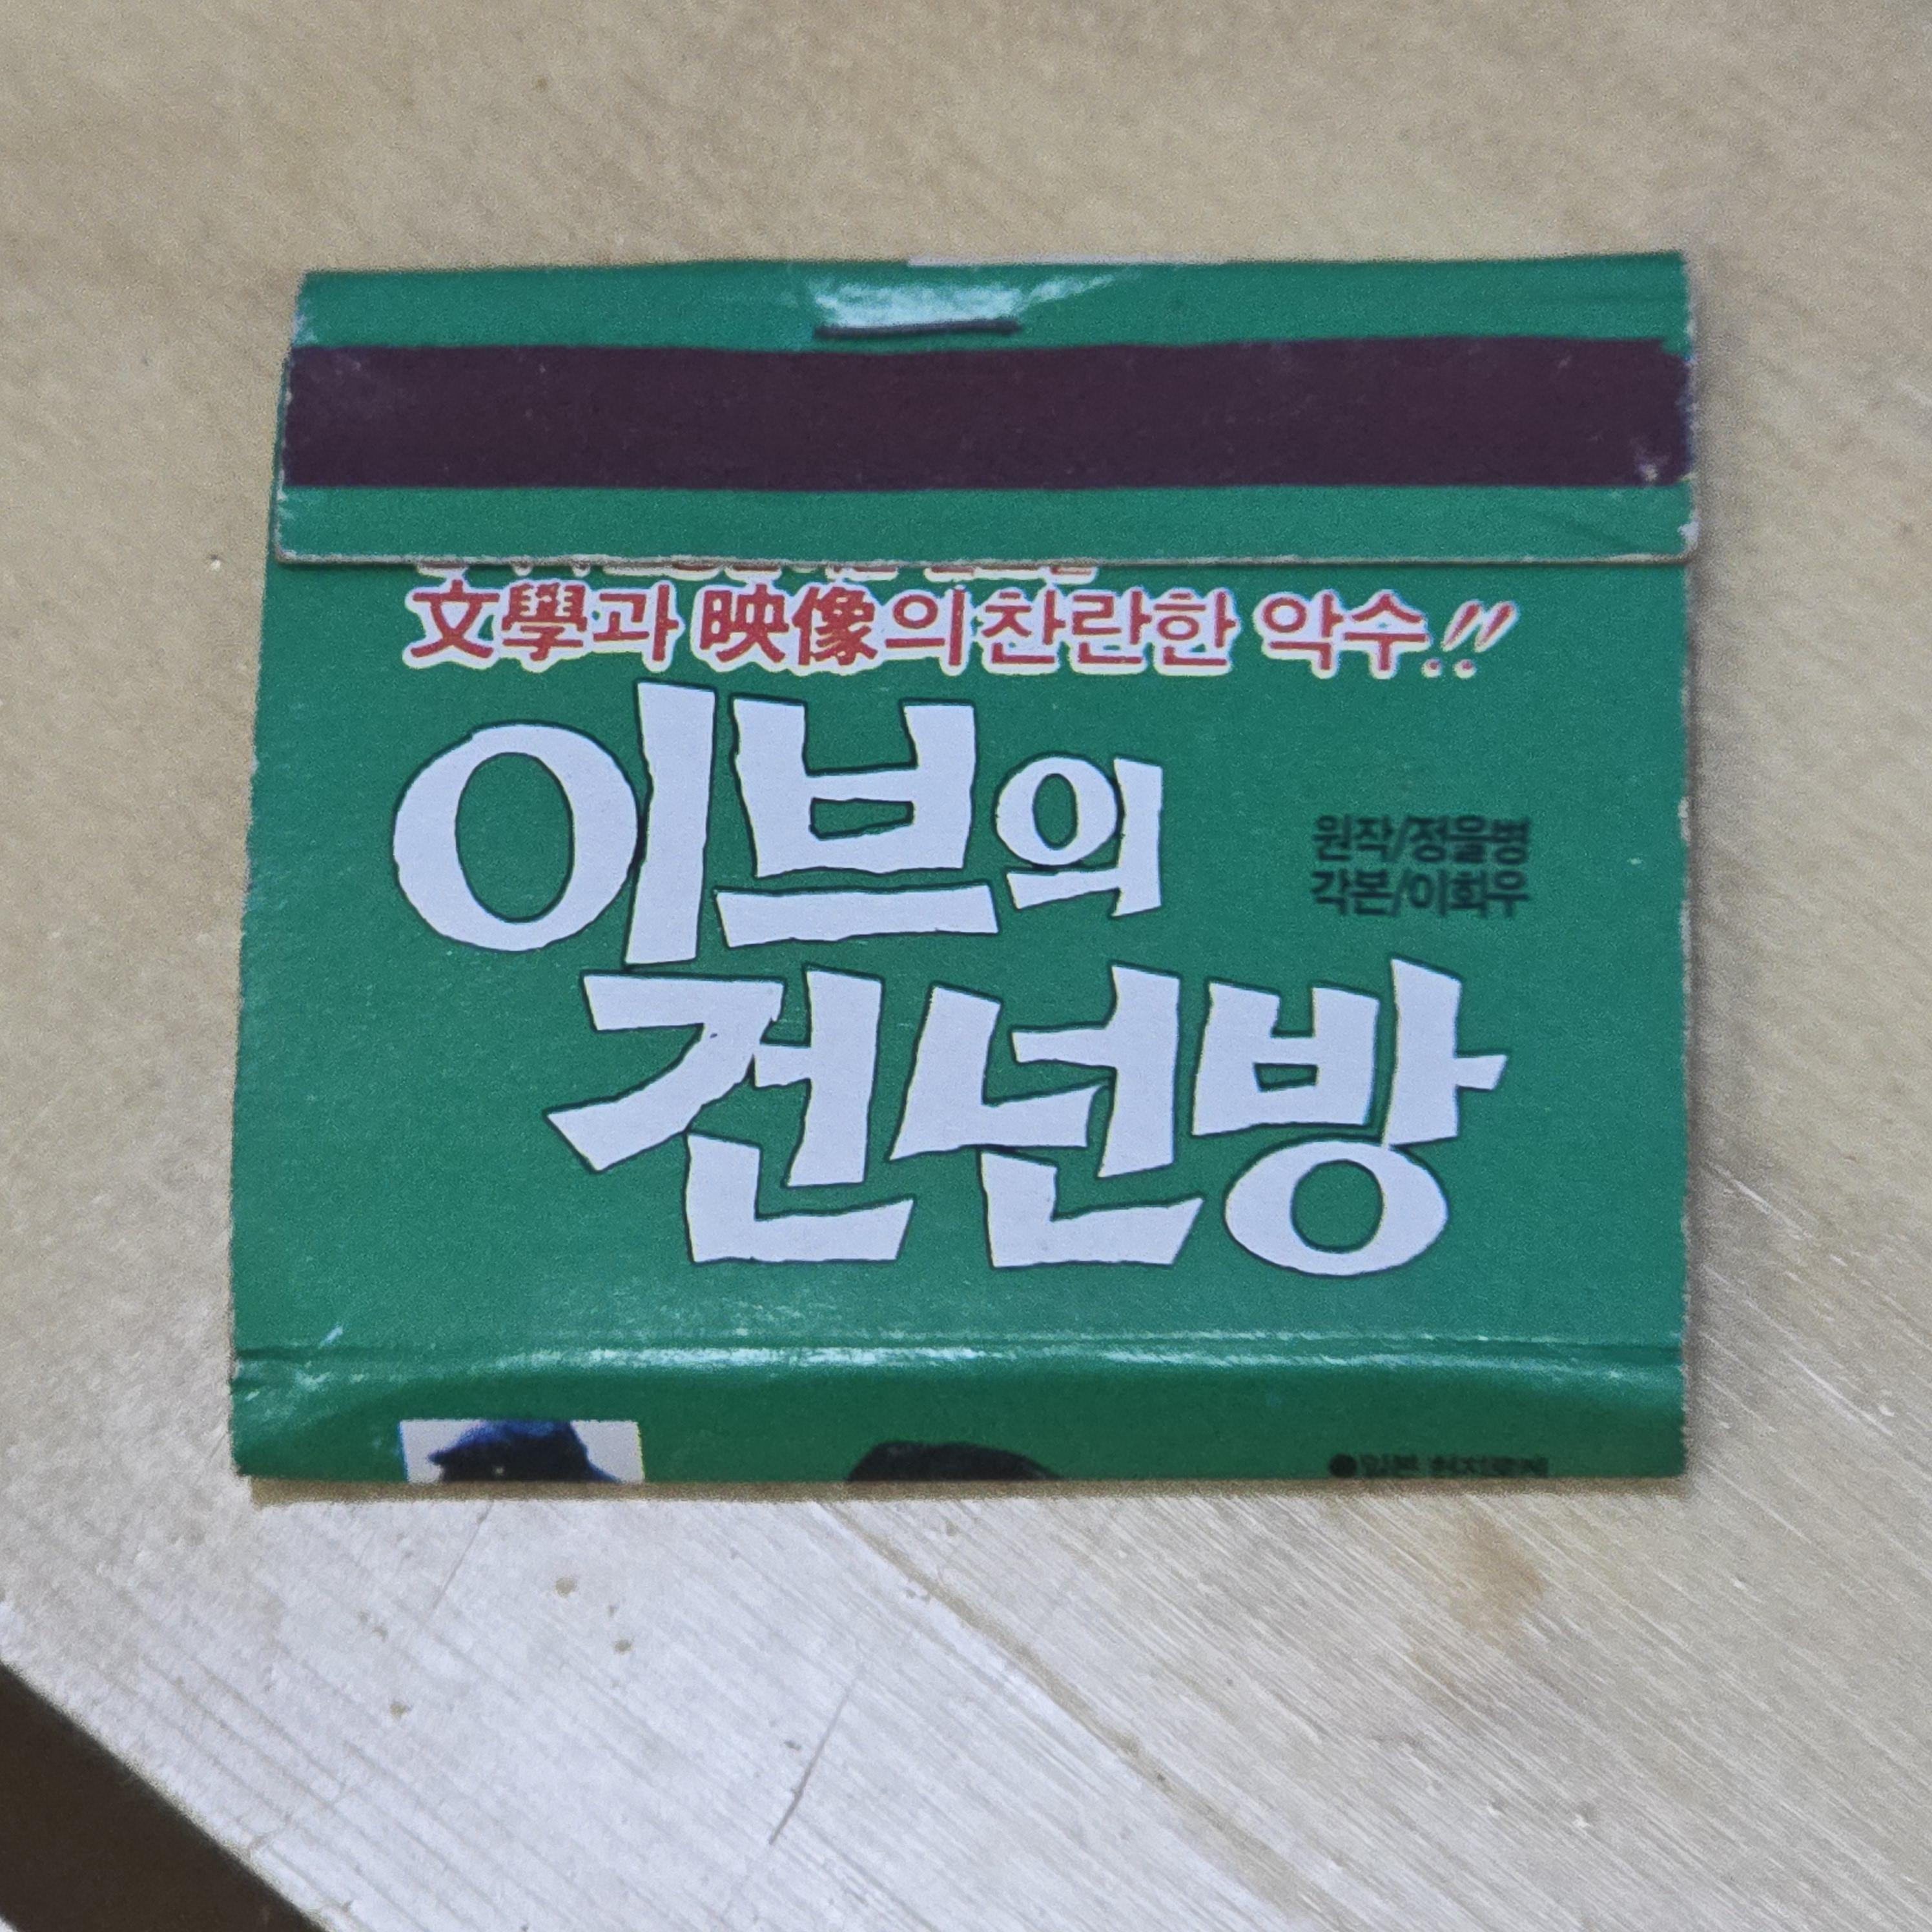 文學과 映像의 찬란한 악수!!
이브의
원작/정을병
각본/이희우
건넌방